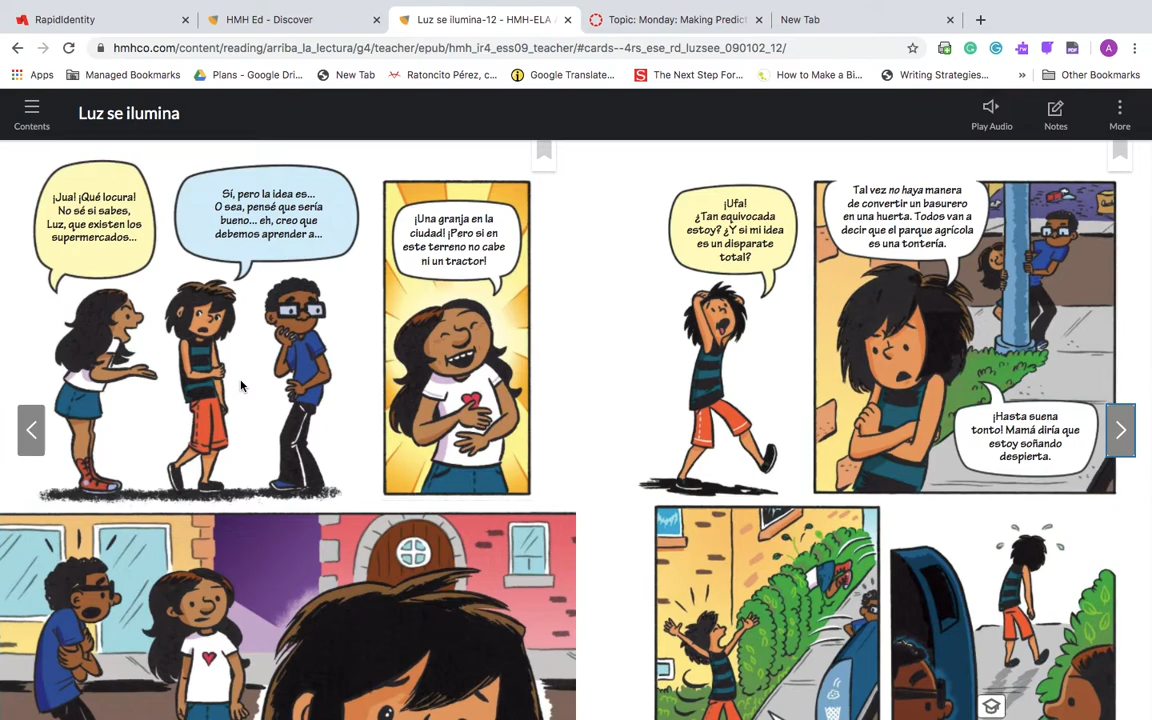 RapidIdentity
HMH Ed - Discover
Luz se ilumina-12 - HMH-ELA
Topic: Monday: Making Predict
New Tab
hmhco.com/content/reading/arriba_la_lectura/g4/teacher/epub/hmh_ir4_ess09_teacher/#cards--4rs_ese_rd_luzsee_090102_12/
A
Apps
Managed Bookmarks
Plans - Google Dri...
New Tab
Ratoncito Pérez, c...
Google Translate...
The Next Step For...
How to Make a Bi...
Writing Strategies...
»
Other Bookmarks
Contents
Luz se ilumina
Play Audio
Notes
More
¡Jua! ¡Qué locura!
No sé si sabes,
Luz, que existen los
supermercados...
Sí, pero la idea es...
O sea, pensé que sería
bueno... eh, creo que
debemos aprender a...
¡Una granja en la
ciudad! ¡Pero si en
este terreno no cabe
ni un tractor!
¡Ufa!
¿Tan equivocada
estoy? ¿Y si mi idea
es un disparate
total?
Tal vez no haya manera
de convertir un basurero
en una huerta. Todos van a
decir que el parque agrícola
es una tontería.
¡Hasta suena
tonto! Mamá diría que
estoy soñando
despierta.